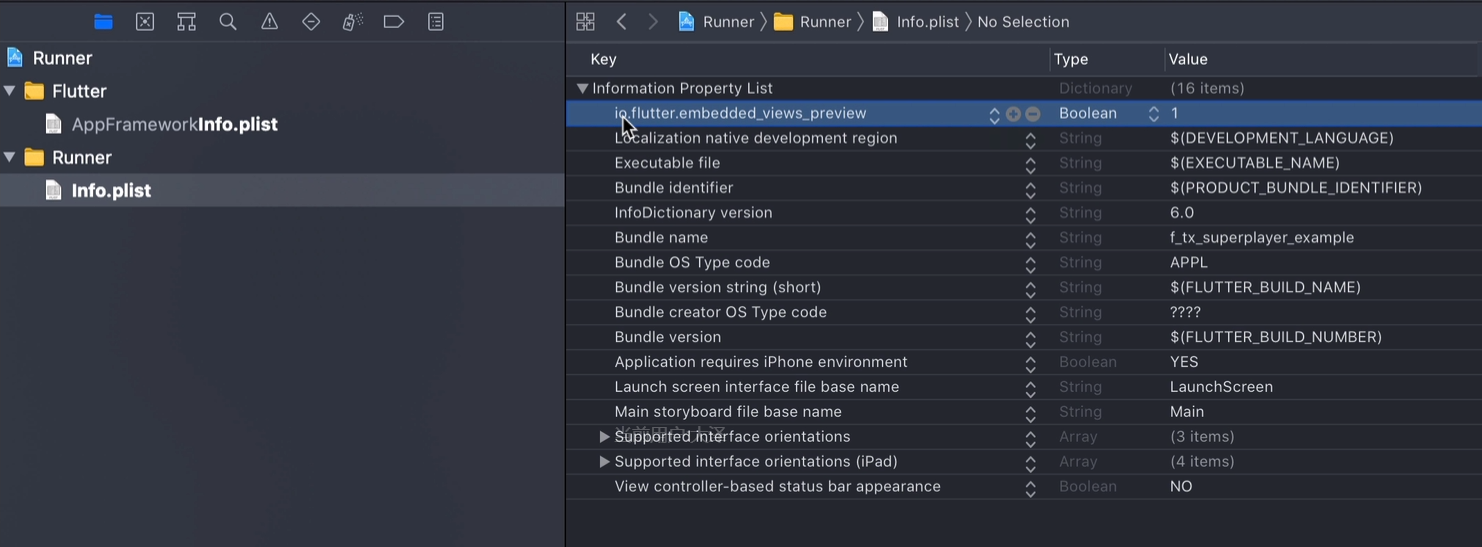 Runner
Flutter
AppFrameworkInfo.plist
Runner
Info.plist
Runner Runner Info.plist No Selection
Key Type Value
Information Property List Dictionary (16 items)
io.flutter.embedded_views_preview Boolean 1
Localization native development region String $(DEVELOPMENT_LANGUAGE)
Executable file String $(EXECUTABLE_NAME)
Bundle identifier String $(PRODUCT_BUNDLE_IDENTIFIER)
InfoDictionary version String 6.0
Bundle name String f_tx_superplayer_example
Bundle OS Type code String APPL
Bundle version string (short) String $(FLUTTER_BUILD_NAME)
Bundle creator OS Type code String ????
Bundle version String $(FLUTTER_BUILD_NUMBER)
Application requires iPhone environment Boolean YES
Launch screen interface file base name String LaunchScreen
Main storyboard file base name String Main
Supported interface orientations Array (3 items)
Supported interface orientations (iPad) Array (4 items)
View controller-based status bar appearance Boolean NO